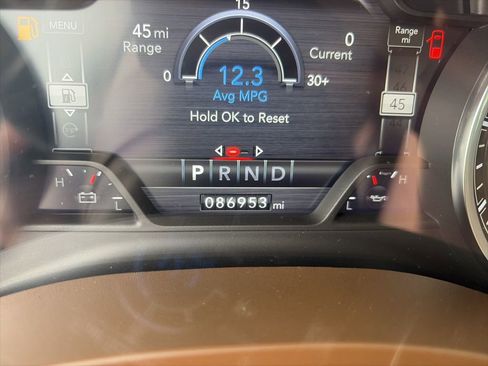 15
MENU
45 mi
Range
0
Current
Range
mi
0
12.3
30+
Avg MPG
46
45
Hold OK to Reset
P R N D
H
H
086953 mi
L
L